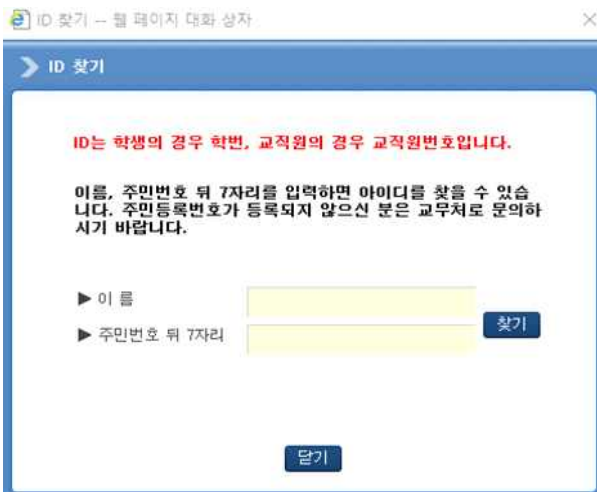 ID 찾기 -- 웹 페이지 대화 상자
ID 찾기
ID는 학생의 경우 학번, 교직원의 경우 교직원번호입니다.
이름, 주민번호 뒤 7자리를 입력하면 아이디를 찾을 수 있습
니다. 주민등록번호가 등록되지 않으신 분은 교무처로 문의하
시기 바랍니다.
▶ 이 름
찾기
▶ 주민번호 뒤 7자리
닫기